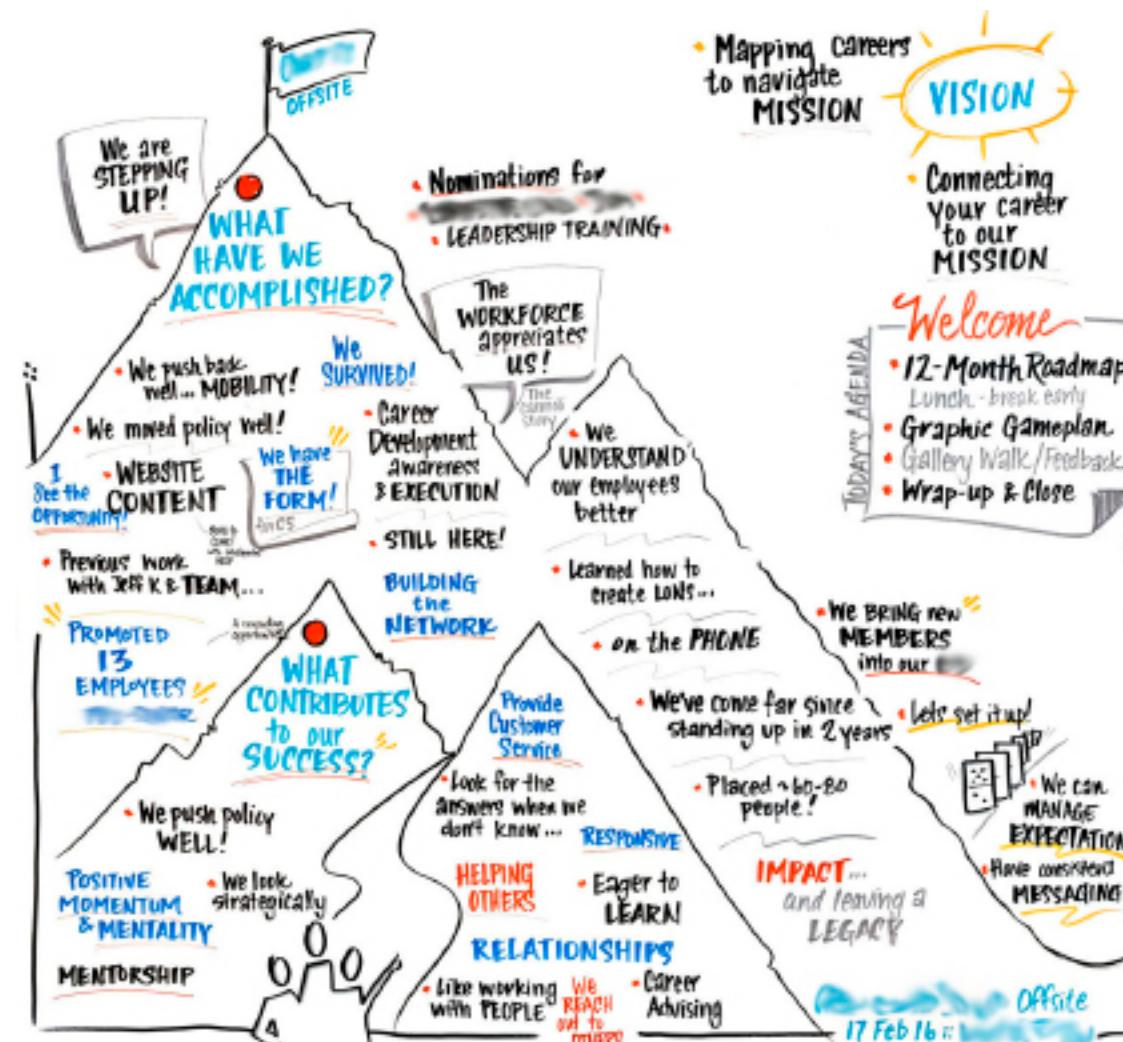 OFFSITE
We are
STEPPING
UP!
WHAT
HAVE WE
ACCOMPLISHED?
• Nominations for
• LEADERSHIP TRAINING •
• Mapping Careers
to navigate
MISSION
VISION
• Connecting
Your career
to our
MISSION
The
WORKFORCE
appreciates
US!
The
story
Welcome
TODAY'S AGENDA
• 12-Month Roadmap
Lunch - break early
• Graphic Gameplan
• Gallery Walk/Feedback
• Wrap-up & Close
• We push back
well... MOBILITY!
We
SURVIVED!
• We moved policy well!
• Career
Development
awareness
& EXECUTION
I
See the
OPPORTUNITY!
• WEBSITE
CONTENT
We have
THE
FORM!
for CS
• STILL HERE!
• Previous work
with Jeff K & TEAM...
BUILDING
the
NETWORK
PROMOTED
13
EMPLOYEES
• We
UNDERSTAND
our employees
better
• Learned how to
create LONs...
• on the PHONE
• We've come far since
standing up in 2 years
• Placed ~60-80
people!
IMPACT...
and leaving a
LEGACY
• We BRING new
MEMBERS
into our
• Lets set it up!
• We can
MANAGE
EXPECTATION
• Have consistent
MESSAGING
WHAT
CONTRIBUTES
to our
SUCCESS?
• We push policy
WELL!
POSITIVE
MOMENTUM
& MENTALITY
• We look
strategically
MENTORSHIP
Provide
Customer
Service
• Look for the
answers when we
don't know...
RESPONSIVE
HELPING
OTHERS
• Eager to
LEARN
RELATIONSHIPS
• Like working
with PEOPLE
We
REACH
out to
OTHERS
• Career
Advising
Offsite
17 Feb 16